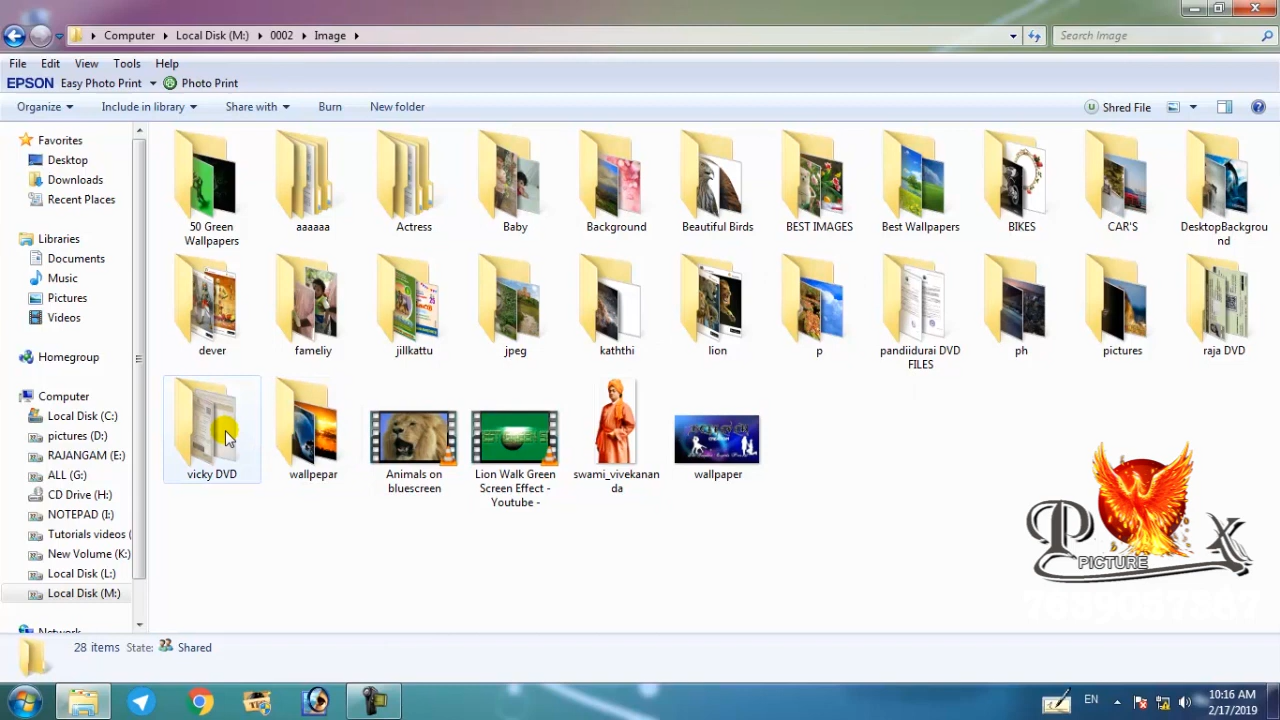 Computer
Local Disk (M:)
0002
Image
Search Image
File
Edit
View
Tools
Help
EPSON
Easy Photo Print
Photo Print
Organize
Include in library
Share with
Burn
New folder
Shred File
Favorites
Desktop
Downloads
Recent Places
Libraries
Documents
Music
Pictures
Videos
Homegroup
Computer
Local Disk (C:)
pictures (D:)
RAJANGAM (E:)
ALL (G:)
CD Drive (H:)
NOTEPAD (I:)
Tutorials videos (
New Volume (K:)
Local Disk (L:)
Local Disk (M:)
Network
50 Green
Wallpapers
aaaaaa
Actress
Baby
Background
Beautiful Birds
BEST IMAGES
Best Wallpapers
BIKES
CAR'S
DesktopBackgrou
nd
dever
fameliy
jillkattu
jpeg
kaththi
lion
p
pandiidurai DVD
FILES
ph
pictures
raja DVD
vicky DVD
wallpepar
Animals on
bluescreen
Lion Walk Green
Screen Effect -
Youtube -
swami_vivekanan
da
wallpaper
P X
PICTURE
28 items
State:
Shared
EN
10:16 AM
2/17/2019